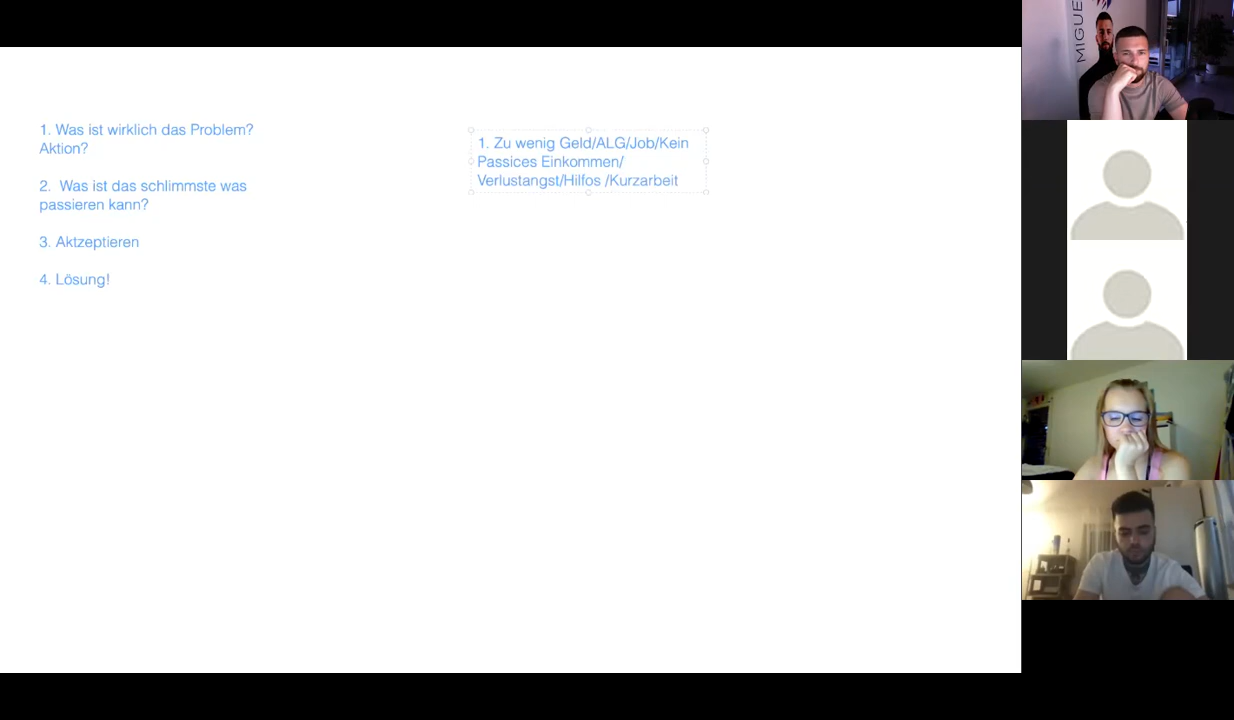 1. Was ist wirklich das Problem?
Aktion?
2.  Was ist das schlimmste was
passieren kann?
3. Aktzeptieren
4. Lösung!
1. Zu wenig Geld/ALG/Job/Kein
Passices Einkommen/
Verlustangst/Hilfos /Kurzarbeit
MIGUE